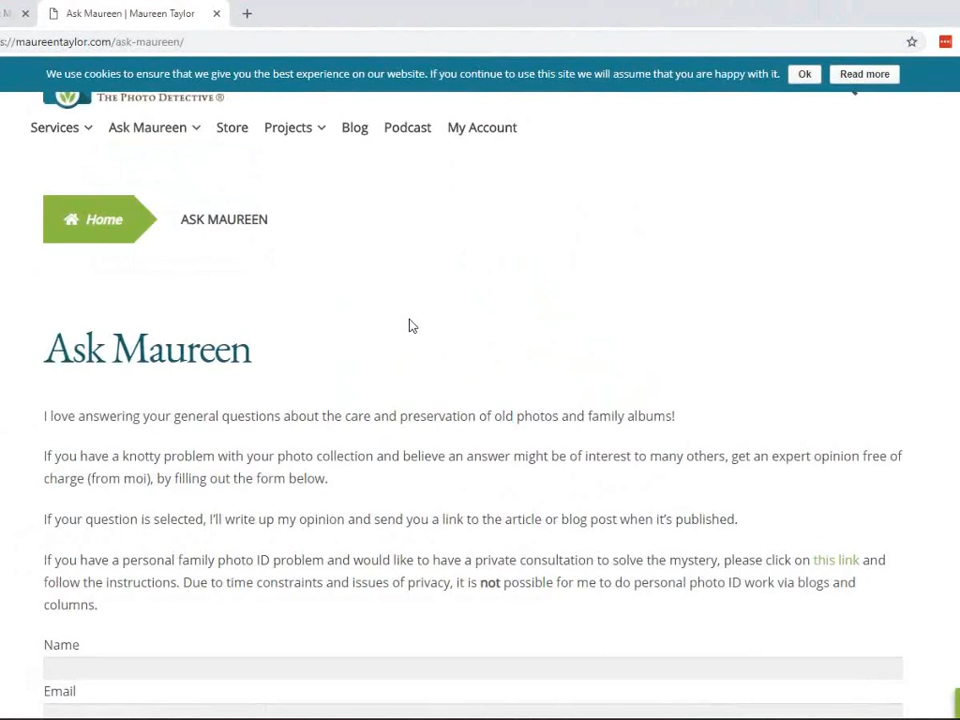 M
Ask Maureen | Maureen Taylor
s://maureentaylor.com/ask-maureen/
We use cookies to ensure that we give you the best experience on our website. If you continue to use this site we will assume that you are happy with it. Ok Read more
THE PHOTO DETECTIVE®
Services Ask Maureen Store Projects Blog Podcast My Account
Home ASK MAUREEN
Ask Maureen
I love answering your general questions about the care and preservation of old photos and family albums!
If you have a knotty problem with your photo collection and believe an answer might be of interest to many others, get an expert opinion free of
charge (from moi), by filling out the form below.
If your question is selected, I'll write up my opinion and send you a link to the article or blog post when it's published.
If you have a personal family photo ID problem and would like to have a private consultation to solve the mystery, please click on this link and
follow the instructions. Due to time constraints and issues of privacy, it is not possible for me to do personal photo ID work via blogs and
columns.
Name
Email